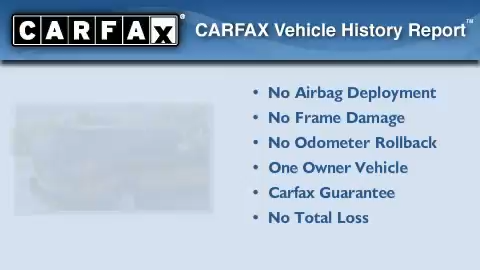 CARFAX® CARFAX Vehicle History Report™
• No Airbag Deployment
• No Frame Damage
• No Odometer Rollback
• One Owner Vehicle
• Carfax Guarantee
• No Total Loss